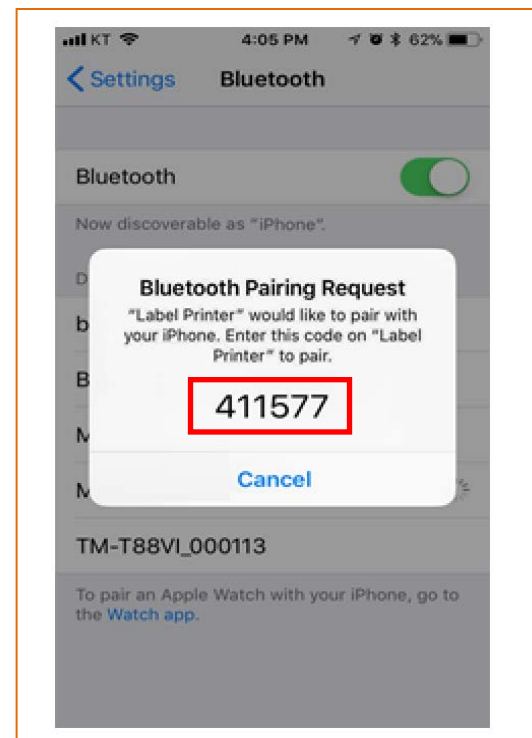 KT 4:05 PM 62%
Settings Bluetooth
Bluetooth
Now discoverable as "iPhone".
D
Bluetooth Pairing Request
"Label Printer" would like to pair with
your iPhone. Enter this code on "Label
Printer" to pair.
b
B
411577
M
Cancel
M
TM-T88VI_000113
To pair an Apple Watch with your iPhone, go to
the Watch app.